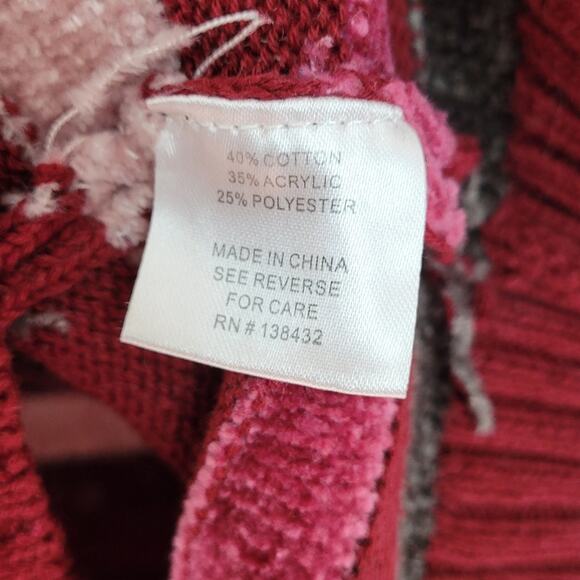 40% COTTON
35% ACRYLIC
25% POLYESTER
MADE IN CHINA
SEE REVERSE
FOR CARE
RN # 138432